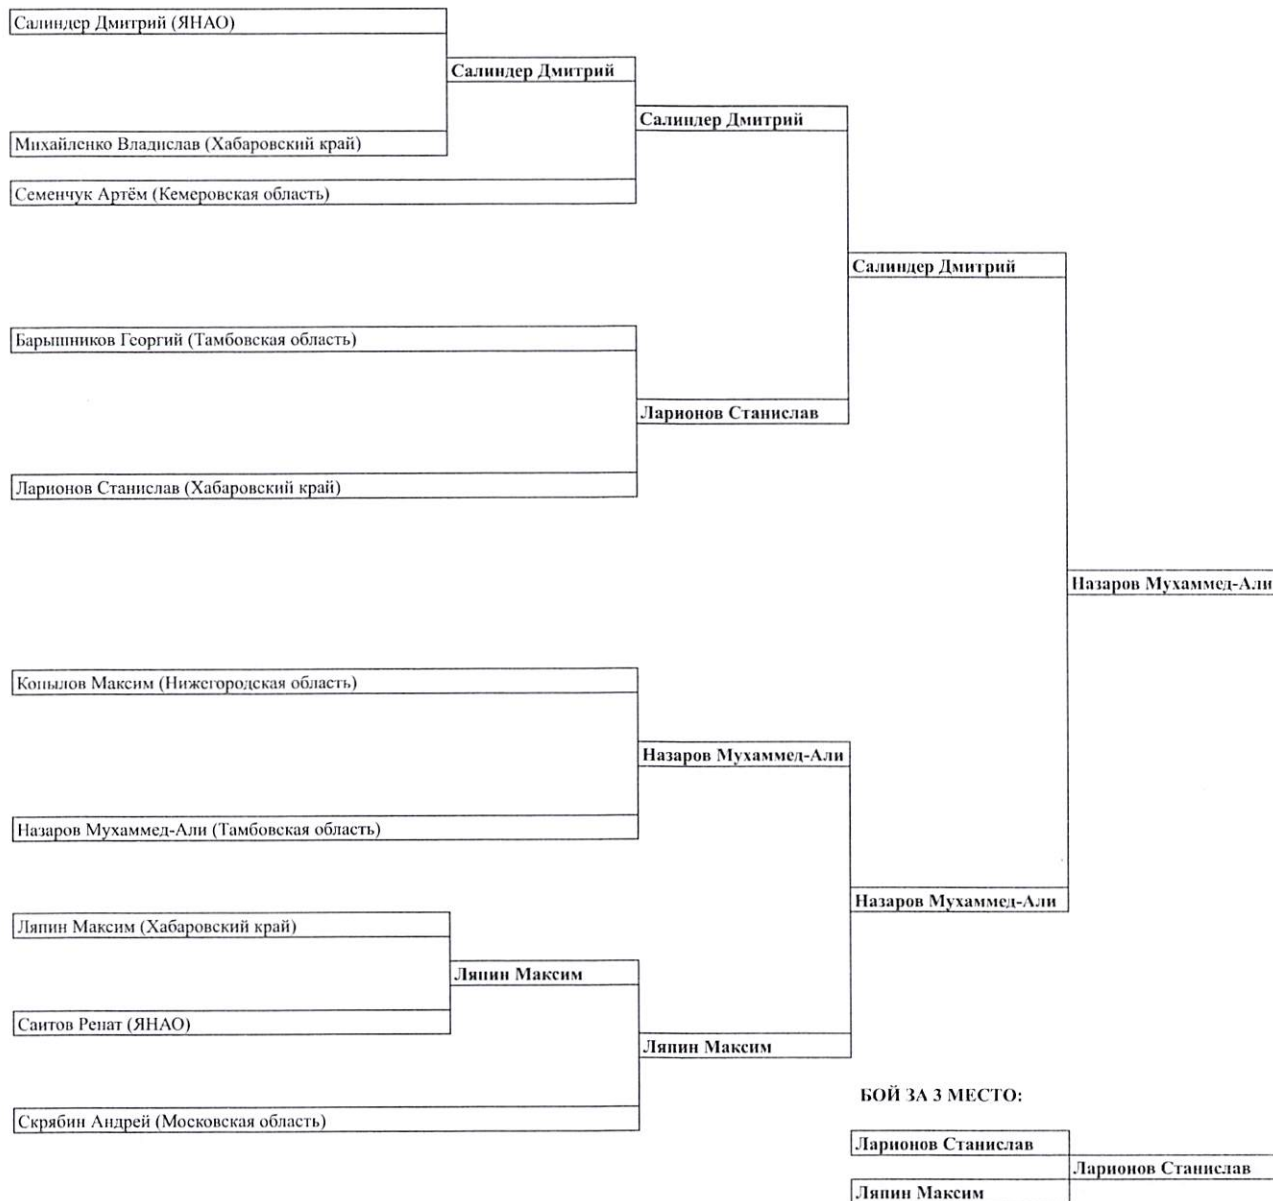 Салиндер Дмитрий (ЯНАО)
Салиндер Дмитрий
Салиндер Дмитрий
Михайленко Владислав (Хабаровский край)
Семенчук Артём (Кемеровская область)
Салиндер Дмитрий
Барышников Георгий (Тамбовская область)
Ларионов Станислав
Ларионов Станислав (Хабаровский край)
Назаров Мухаммед-Али
Копылов Максим (Нижегородская область)
Назаров Мухаммед-Али
Назаров Мухаммед-Али (Тамбовская область)
Назаров Мухаммед-Али
Ляпин Максим (Хабаровский край)
Ляпин Максим
Саитов Ренат (ЯНАО)
Ляпин Максим
БОЙ ЗА 3 МЕСТО:
Скрябин Андрей (Московская область)
Ларионов Станислав
Ларионов Станислав
Ляпин Максим